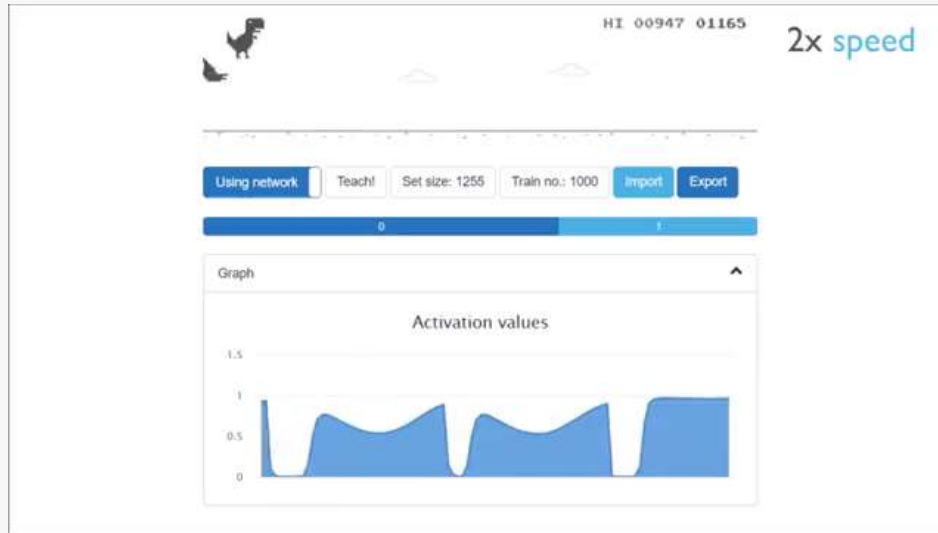 HI 00947 01165
2x speed
Using network Teach! Set size: 1255 Train no.: 1000 Import Export
0 1
Graph
Activation values
1.5
1
0.5
0